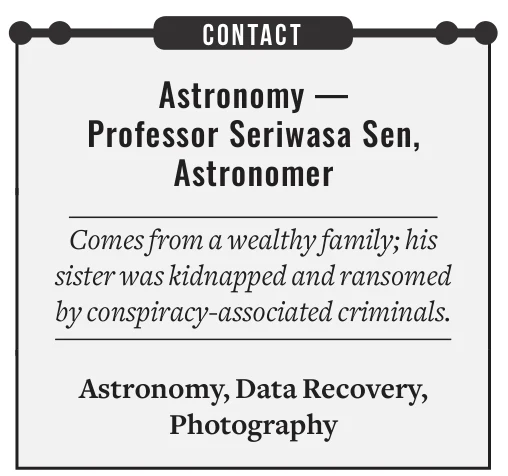 CONTACT
Astronomy —
Professor Seriwasa Sen,
Astronomer
Comes from a wealthy family; his
sister was kidnapped and ransomed
by conspiracy-associated criminals.
Astronomy, Data Recovery,
Photography